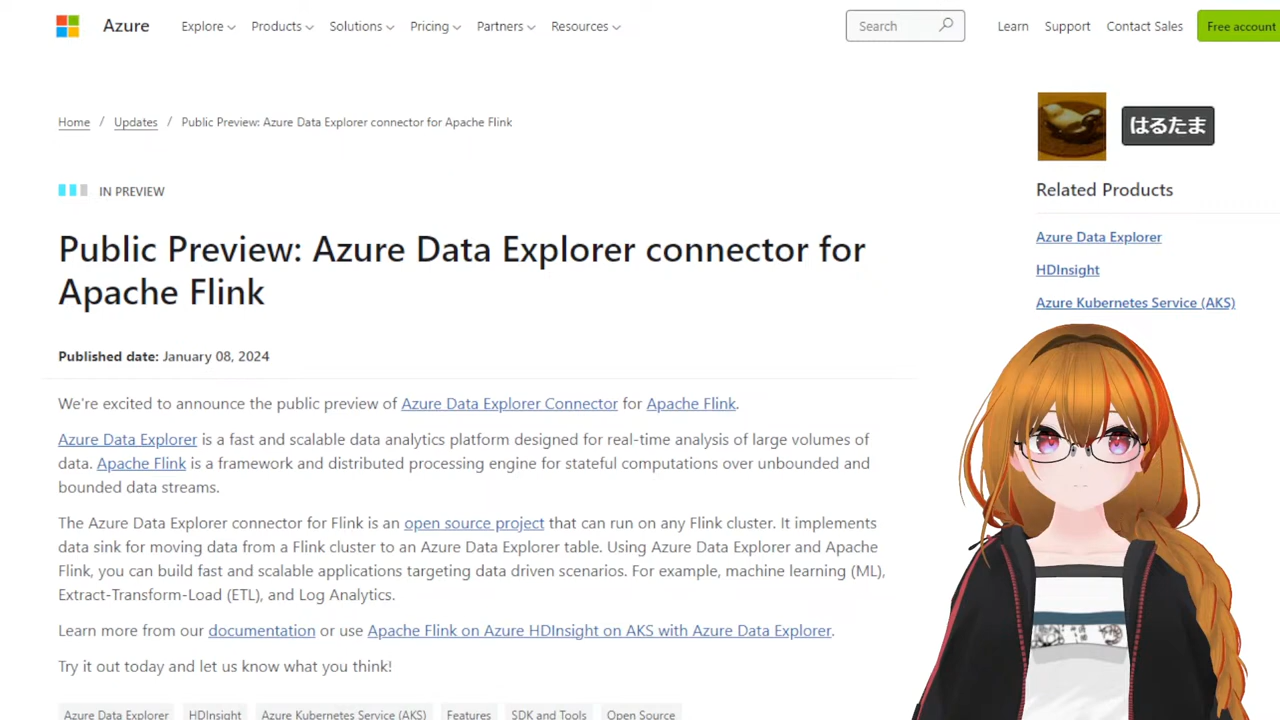 Azure
Explore
Products
Solutions
Pricing
Partners
Resources
Search
Learn
Support
Contact Sales
Free account
Home / Updates / Public Preview: Azure Data Explorer connector for Apache Flink
はるたま
IN PREVIEW
Related Products
Public Preview: Azure Data Explorer connector for
Apache Flink
Azure Data Explorer
HDInsight
Azure Kubernetes Service (AKS)
Published date: January 08, 2024
We're excited to announce the public preview of Azure Data Explorer Connector for Apache Flink.
Azure Data Explorer is a fast and scalable data analytics platform designed for real-time analysis of large volumes of
data. Apache Flink is a framework and distributed processing engine for stateful computations over unbounded and
bounded data streams.
The Azure Data Explorer connector for Flink is an open source project that can run on any Flink cluster. It implements
data sink for moving data from a Flink cluster to an Azure Data Explorer table. Using Azure Data Explorer and Apache
Flink, you can build fast and scalable applications targeting data driven scenarios. For example, machine learning (ML),
Extract-Transform-Load (ETL), and Log Analytics.
Learn more from our documentation or use Apache Flink on Azure HDInsight on AKS with Azure Data Explorer.
Try it out today and let us know what you think!
Azure Data Explorer
HDInsight
Azure Kubernetes Service (AKS)
Features
SDK and Tools
Open Source